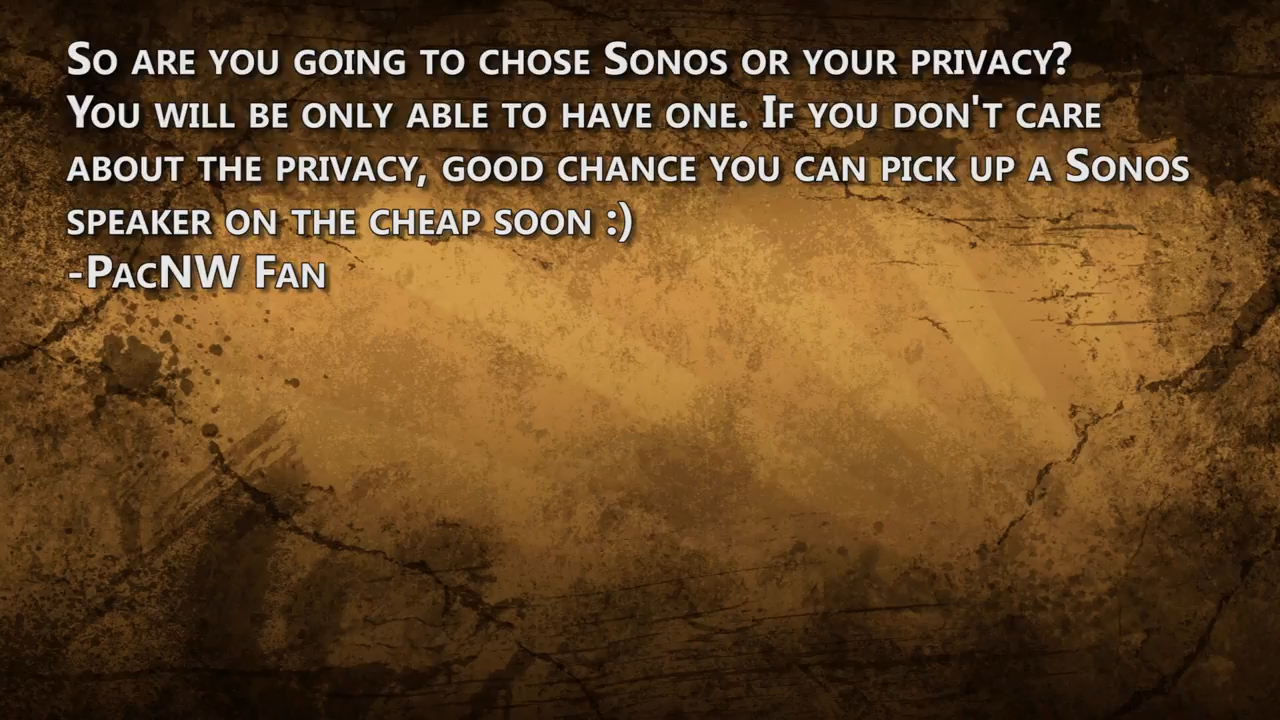 So are you going to chose Sonos or your privacy?
You will be only able to have one. If you don't care
about the privacy, good chance you can pick up a Sonos
speaker on the cheap soon :)
-PacNW Fan